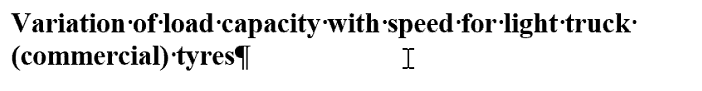 Variation of load capacity with speed for light truck
(commercial) tyres¶